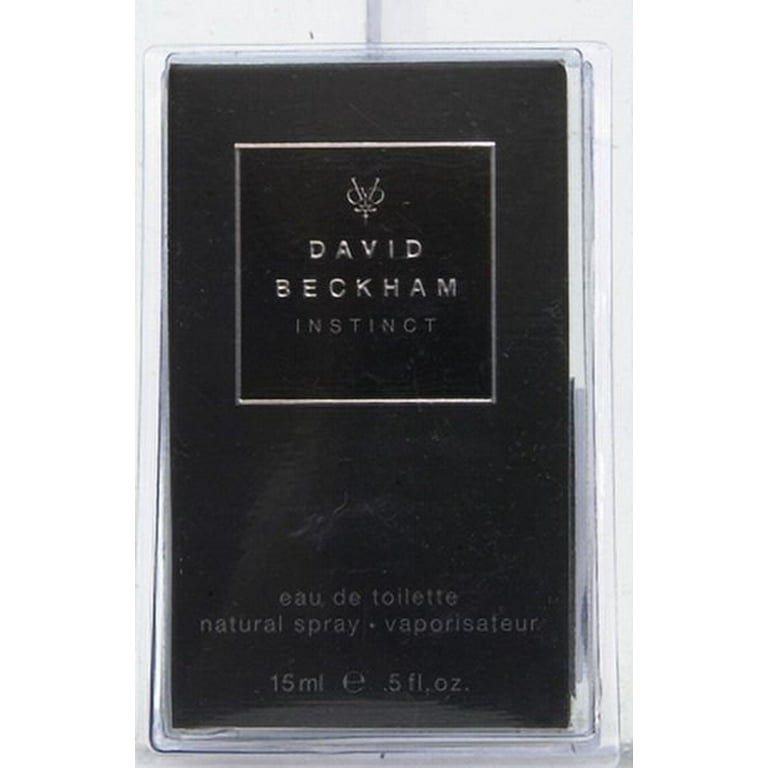 DAVID
BECKHAM
INSTINCT
eau de toilette
natural spray • vaporisateur
15ml ℮ .5 fl. oz.